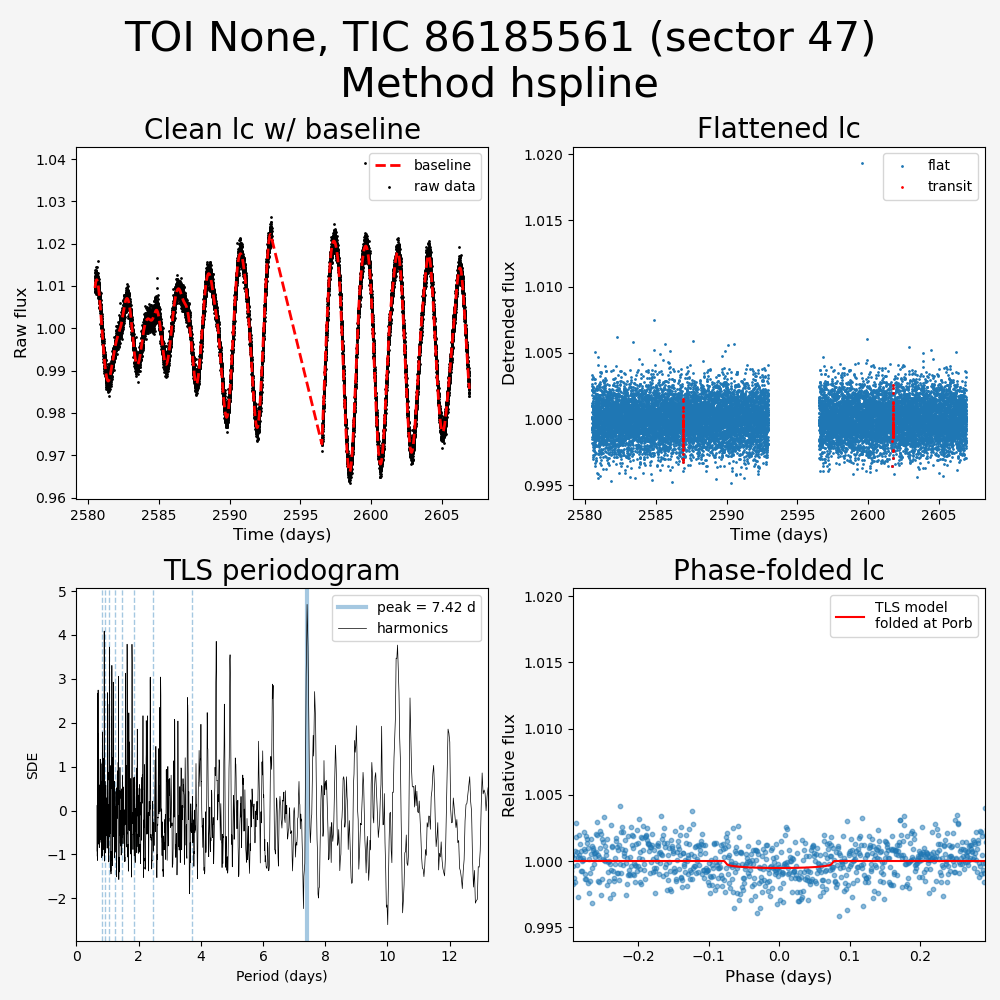 TOI None, TIC 86185561 (sector 47)
Method hspline
Clean lc w/ baseline
Raw flux
1.04
1.03
1.02
1.01
1.00
0.99
0.98
0.97
0.96
baseline
raw data
2580
2585
2590
2595
2600
2605
Time (days)
Flattened lc
Detrended flux
1.020
1.015
1.010
1.005
1.000
0.995
flat
transit
2580
2585
2590
2595
2600
2605
Time (days)
TLS periodogram
SDE
5
4
3
2
1
0
−1
−2
peak = 7.42 d
harmonics
0
2
4
6
8
10
12
Period (days)
Phase-folded lc
Relative flux
1.020
1.015
1.010
1.005
1.000
0.995
TLS model
folded at Porb
−0.2
−0.1
0.0
0.1
0.2
Phase (days)